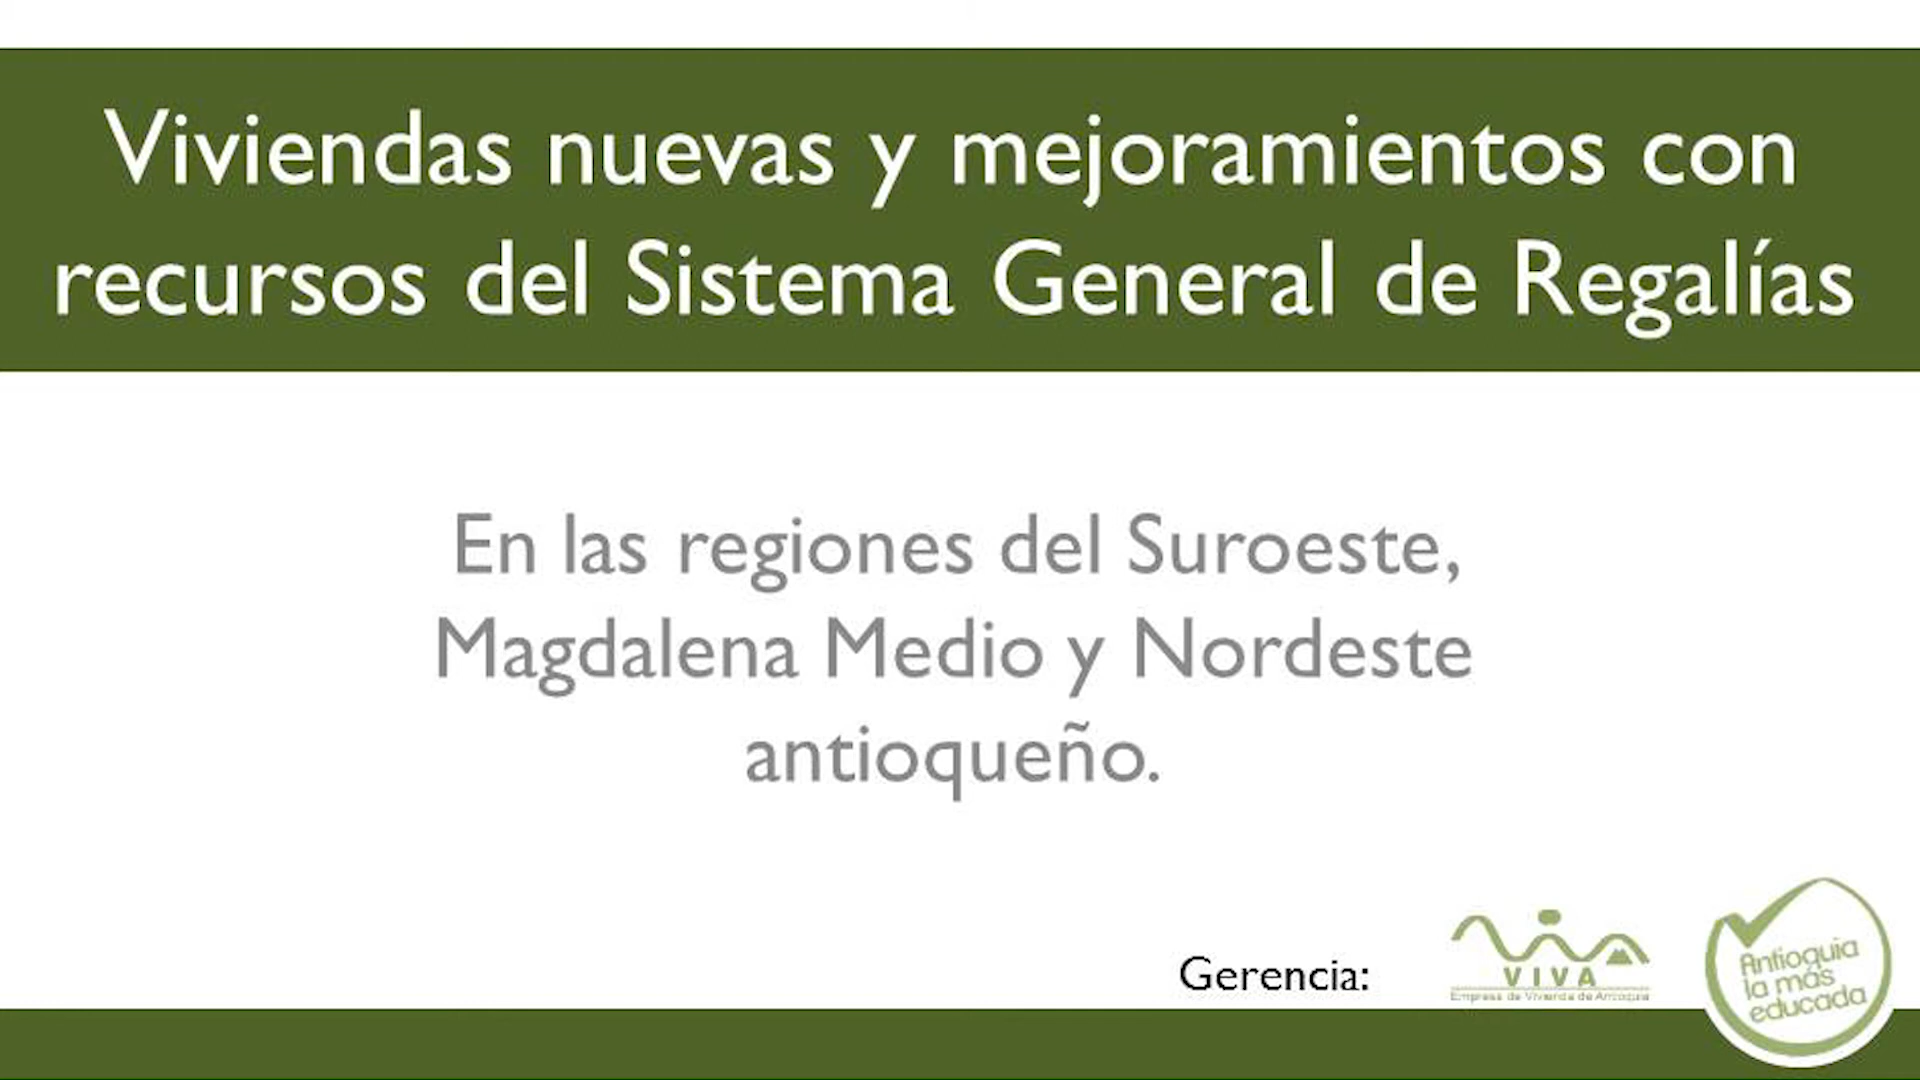 Viviendas nuevas y mejoramientos con
recursos del Sistema General de Regalías
En las regiones del Suroeste,
Magdalena Medio y Nordeste
antioqueño.
Gerencia:
VIVA
Empresa de Vivienda de Antioquia
Antioquia
la más
educada